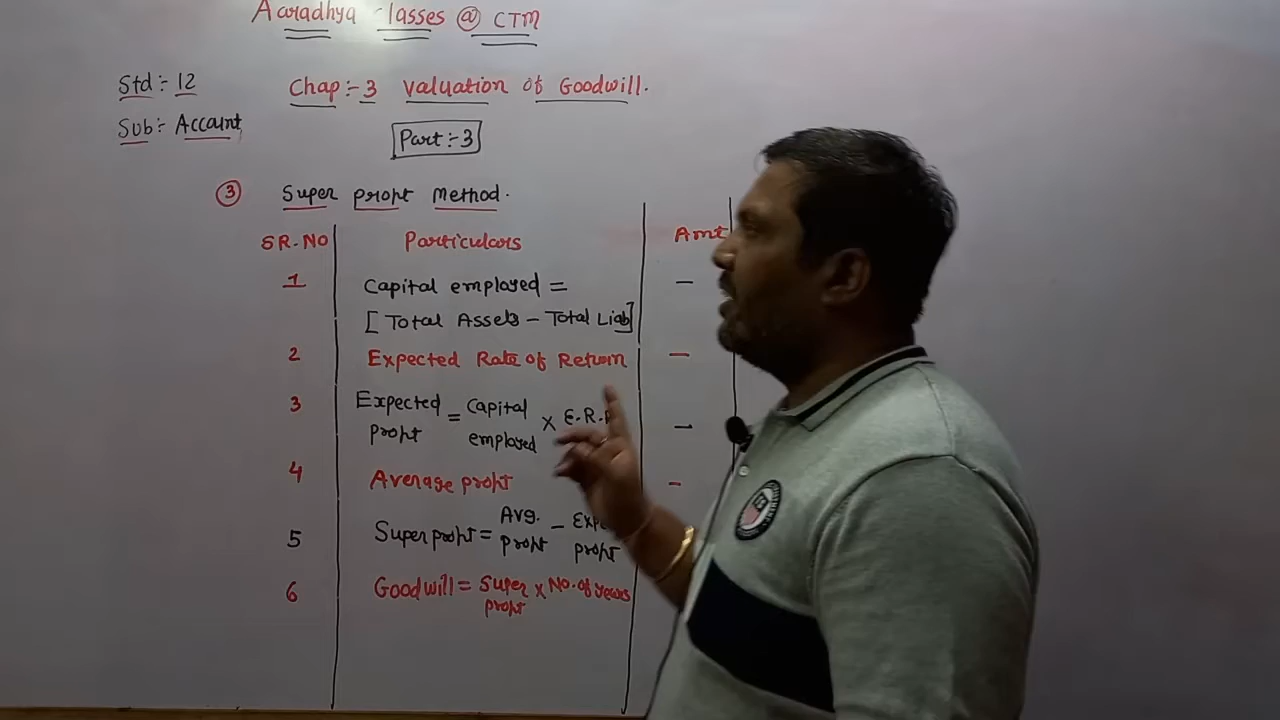 Aaradhya Classes @ CTM
Std :- 12
Chap :- 3 Valuation of Goodwill.
Sub :- Account
Part :- 3
③ Super profit Method.
SR.NO Particulars Amt
1 Capital employed = —
[ Total Assets – Total Liab]
2 Expected Rate of Return —
3 Expected profit = Capital employed × E.R.R —
4 Average profit -
5 Super profit = Avg. profit – profit
6 Goodwill = Super profit × No. of years